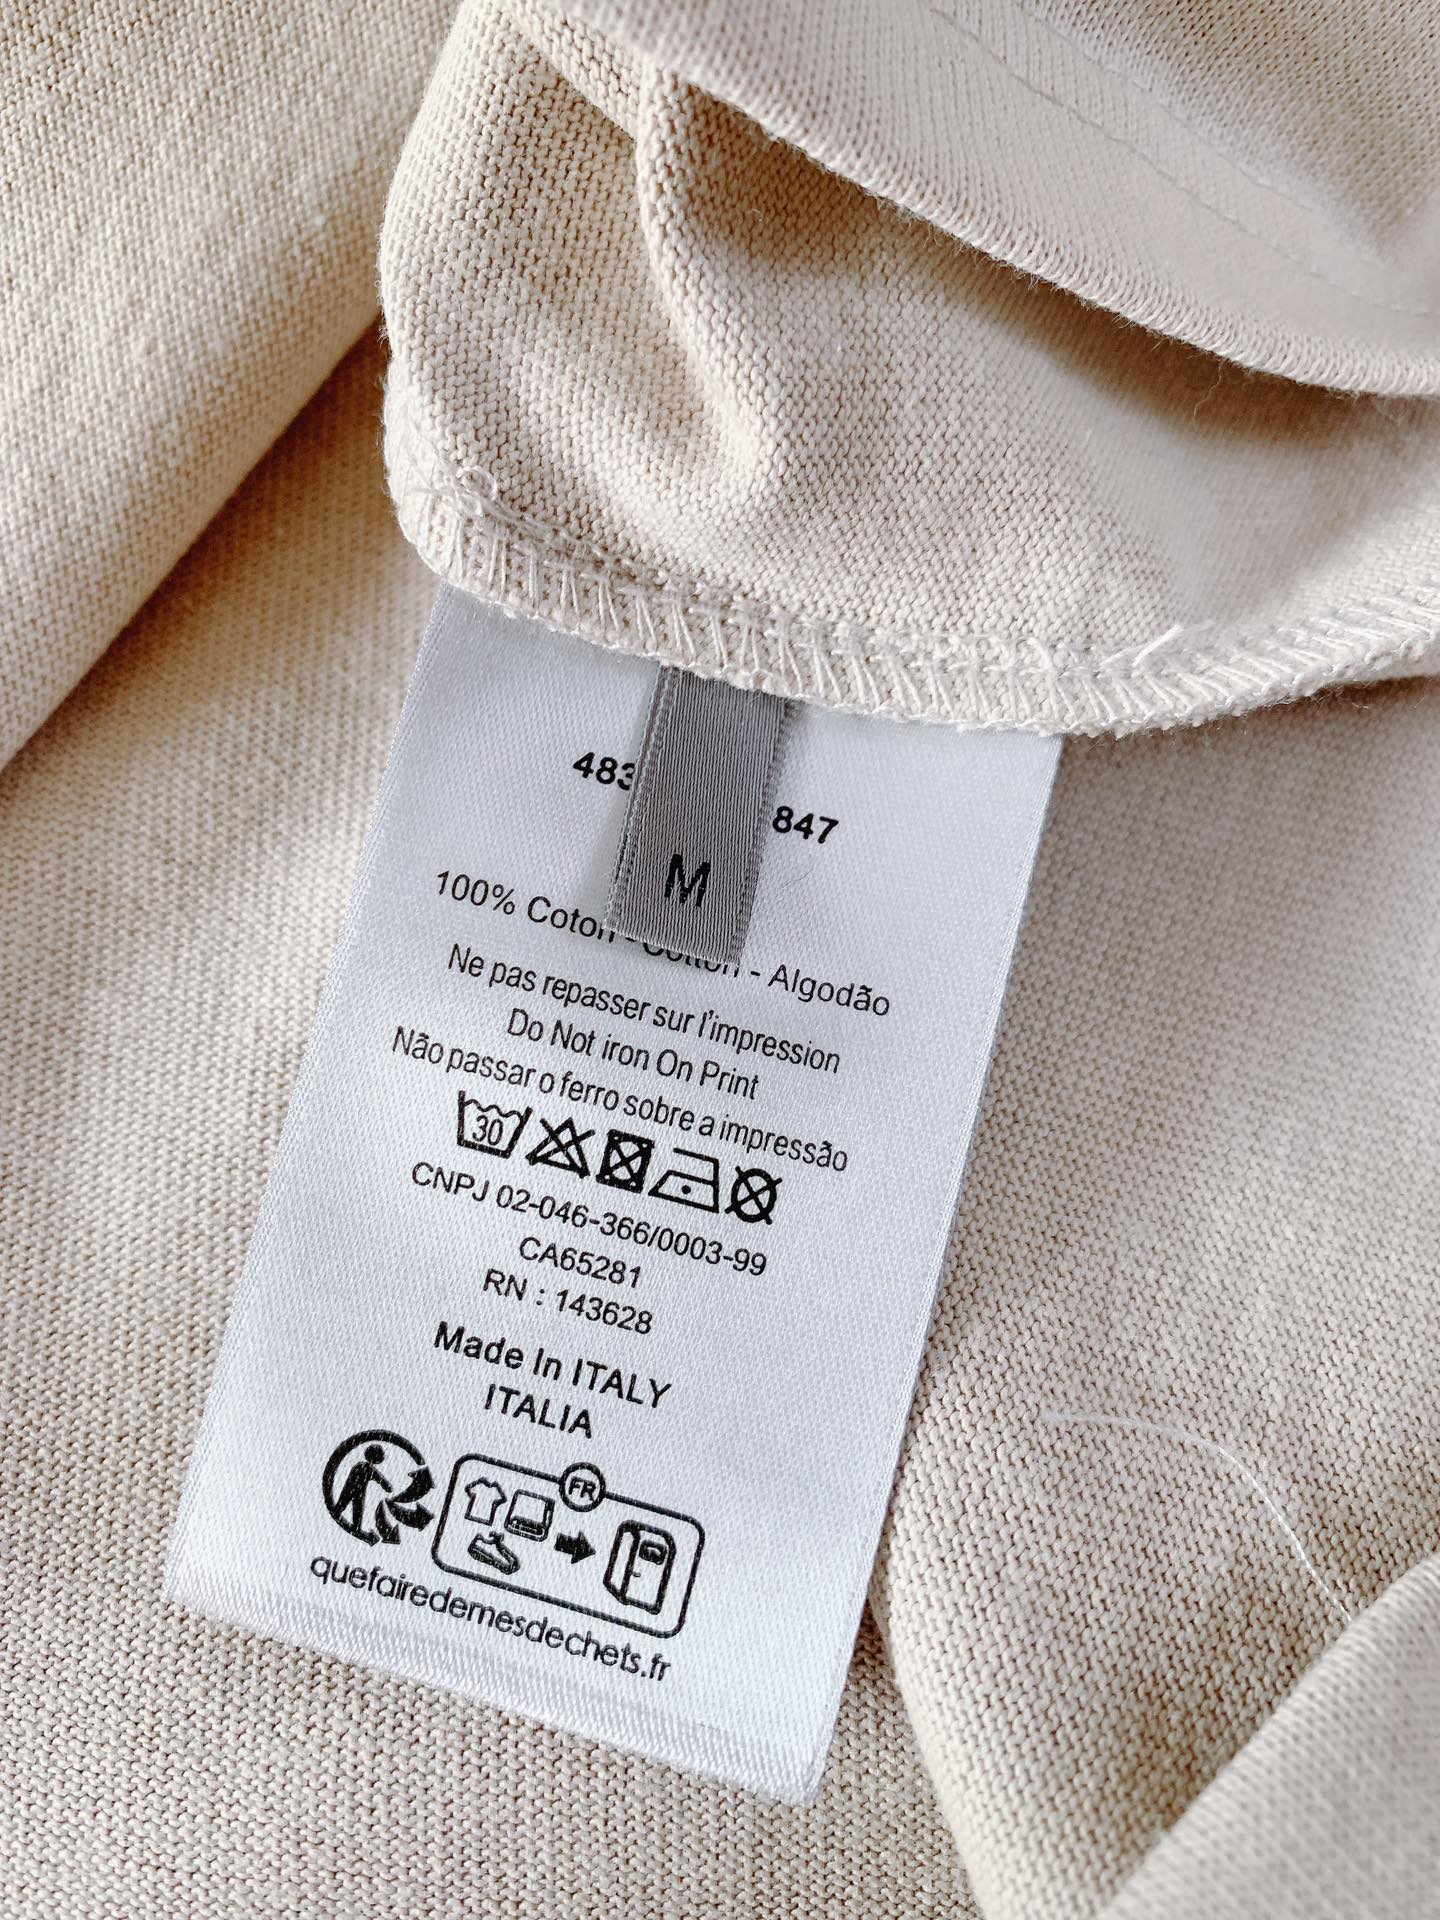 483 847
M
100% Coton - Cotton - Algodão
Ne pas repasser sur l'impression
Do Not iron On Print
Não passar o ferro sobre a impressão
30
CNPJ 02-046-366/0003-99
CA65281
RN : 143628
Made In ITALY
ITALIA
FR
quefairedemesdechets.fr